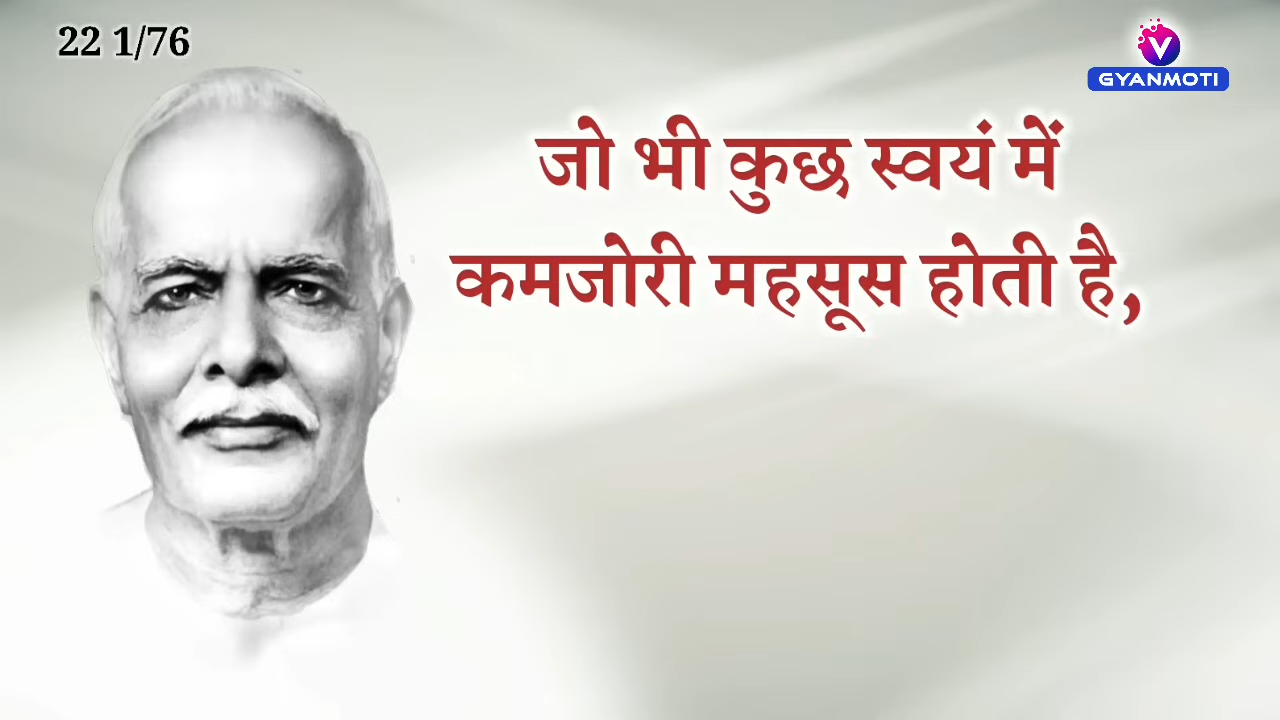 22 1/76
V
GYANMOTI
जो भी कुछ स्वयं में
कमजोरी महसूस होती है,